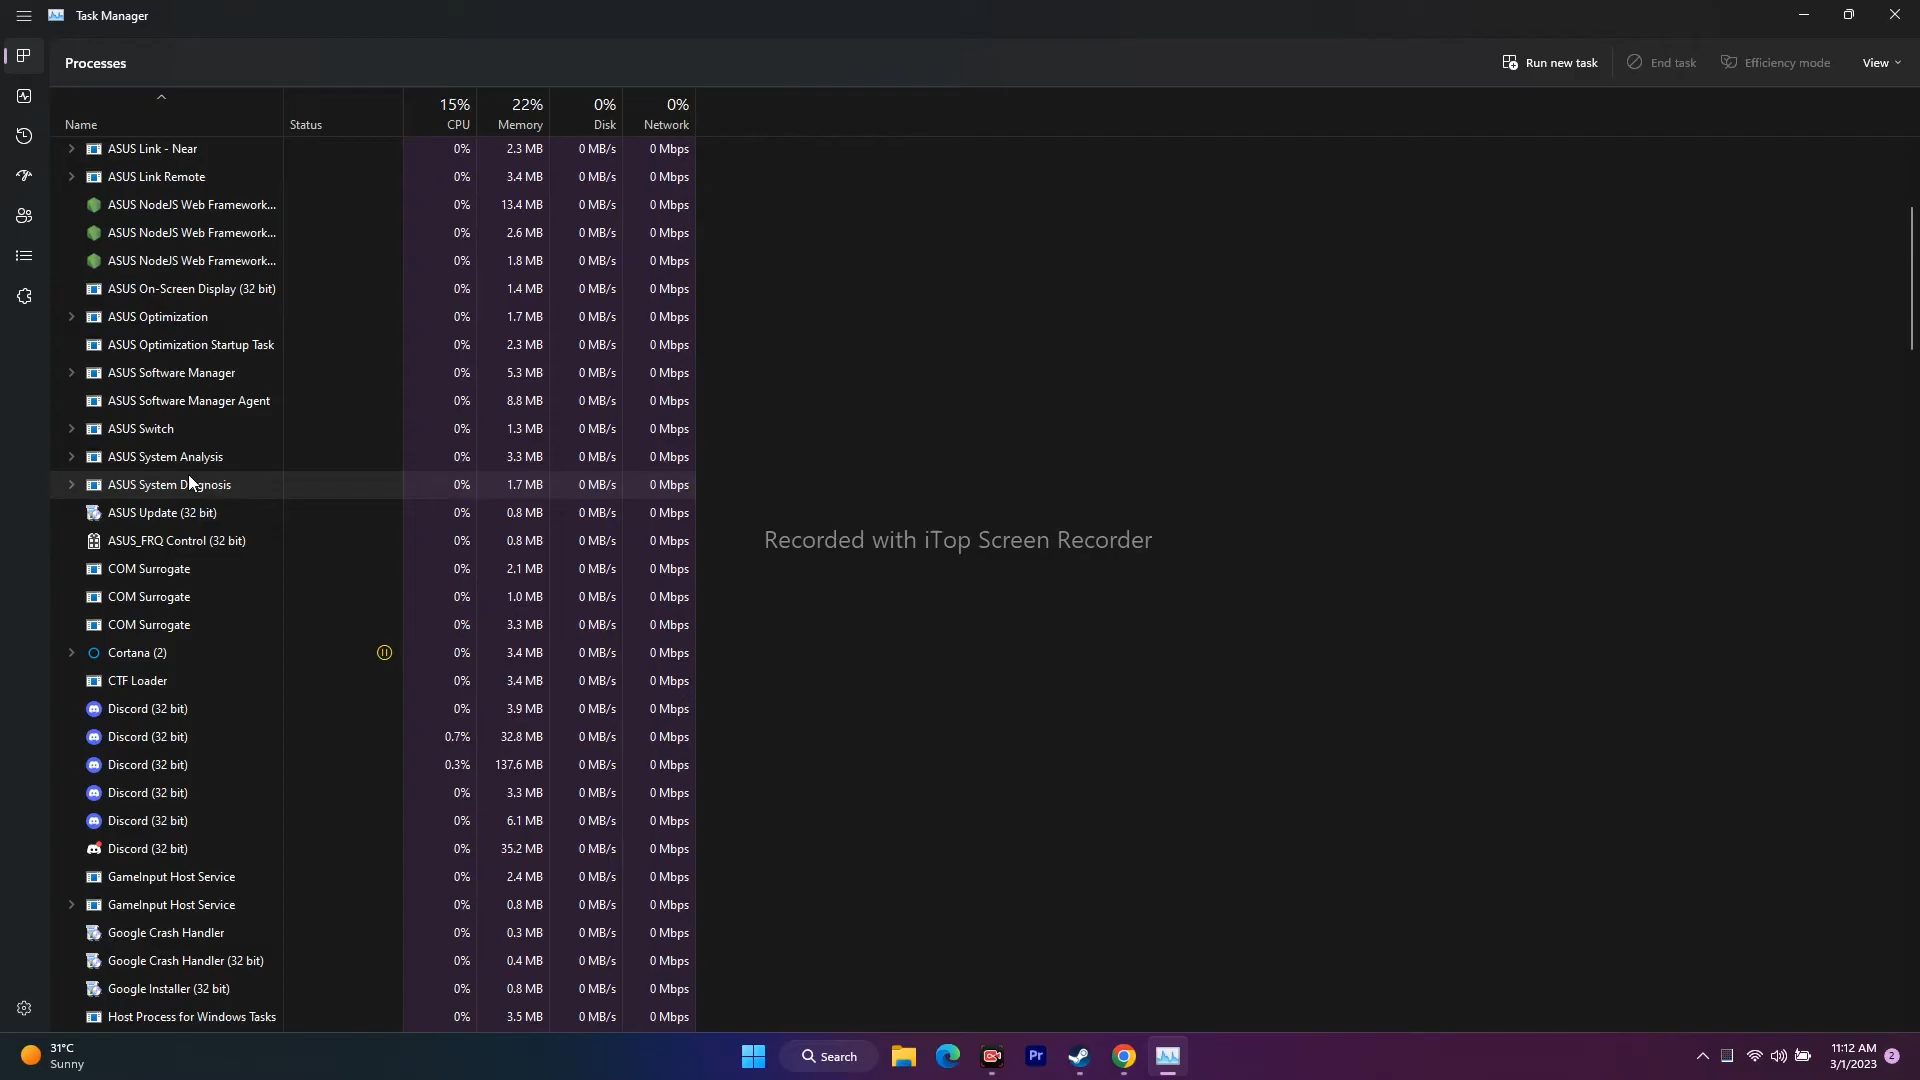 Task Manager
Processes
Run new task
End task
Efficiency mode
View
15% 22% 0% 0%
Name Status CPU Memory Disk Network
ASUS Link - Near 0% 2.3 MB 0 MB/s 0 Mbps
ASUS Link Remote 0% 3.4 MB 0 MB/s 0 Mbps
ASUS NodeJS Web Framework... 0% 13.4 MB 0 MB/s 0 Mbps
ASUS NodeJS Web Framework... 0% 2.6 MB 0 MB/s 0 Mbps
ASUS NodeJS Web Framework... 0% 1.8 MB 0 MB/s 0 Mbps
ASUS On-Screen Display (32 bit) 0% 1.4 MB 0 MB/s 0 Mbps
ASUS Optimization 0% 1.7 MB 0 MB/s 0 Mbps
ASUS Optimization Startup Task 0% 2.3 MB 0 MB/s 0 Mbps
ASUS Software Manager 0% 5.3 MB 0 MB/s 0 Mbps
ASUS Software Manager Agent 0% 8.8 MB 0 MB/s 0 Mbps
ASUS Switch 0% 1.3 MB 0 MB/s 0 Mbps
ASUS System Analysis 0% 3.3 MB 0 MB/s 0 Mbps
ASUS System Diagnosis 0% 1.7 MB 0 MB/s 0 Mbps
ASUS Update (32 bit) 0% 0.8 MB 0 MB/s 0 Mbps
ASUS_FRQ Control (32 bit) 0% 0.8 MB 0 MB/s 0 Mbps
Recorded with iTop Screen Recorder
COM Surrogate 0% 2.1 MB 0 MB/s 0 Mbps
COM Surrogate 0% 1.0 MB 0 MB/s 0 Mbps
COM Surrogate 0% 3.3 MB 0 MB/s 0 Mbps
Cortana (2) 0% 3.4 MB 0 MB/s 0 Mbps
CTF Loader 0% 3.4 MB 0 MB/s 0 Mbps
Discord (32 bit) 0% 3.9 MB 0 MB/s 0 Mbps
Discord (32 bit) 0.7% 32.8 MB 0 MB/s 0 Mbps
Discord (32 bit) 0.3% 137.6 MB 0 MB/s 0 Mbps
Discord (32 bit) 0% 3.3 MB 0 MB/s 0 Mbps
Discord (32 bit) 0% 6.1 MB 0 MB/s 0 Mbps
Discord (32 bit) 0% 35.2 MB 0 MB/s 0 Mbps
GameInput Host Service 0% 2.4 MB 0 MB/s 0 Mbps
GameInput Host Service 0% 0.8 MB 0 MB/s 0 Mbps
Google Crash Handler 0% 0.3 MB 0 MB/s 0 Mbps
Google Crash Handler (32 bit) 0% 0.4 MB 0 MB/s 0 Mbps
Google Installer (32 bit) 0% 0.8 MB 0 MB/s 0 Mbps
Host Process for Windows Tasks 0% 3.5 MB 0 MB/s 0 Mbps
31°C
Sunny
Search
Pr
11:12 AM
3/1/2023
2